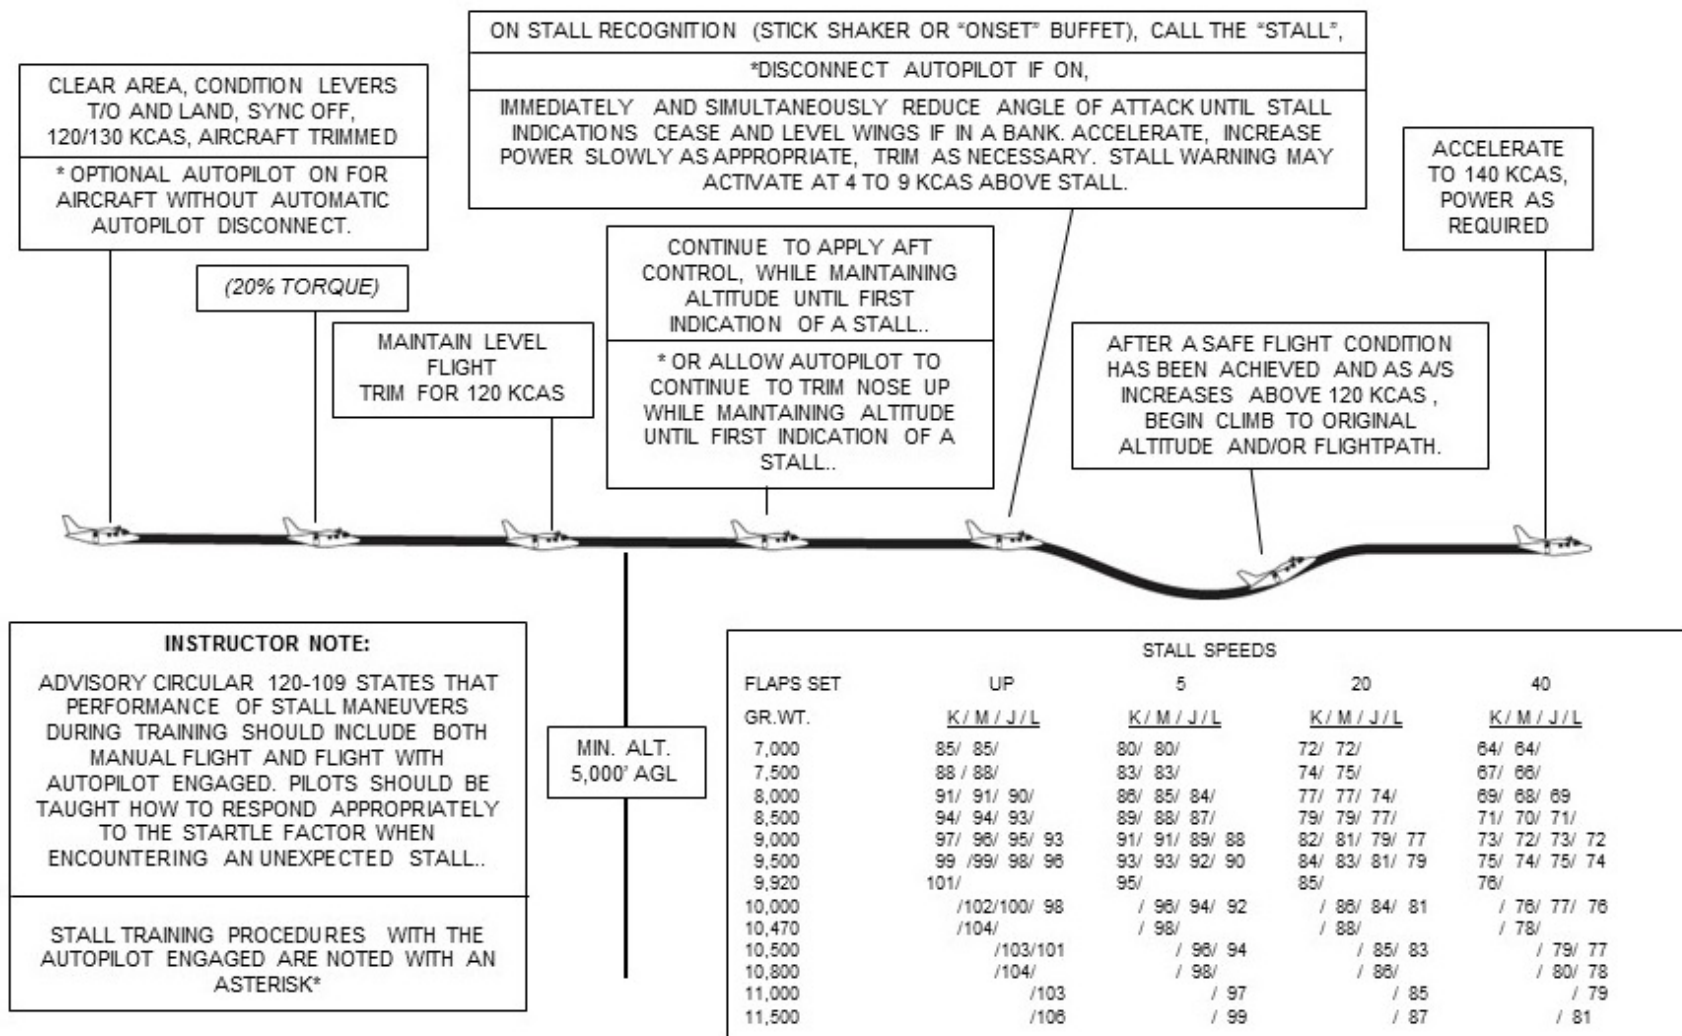 ON STALL RECOGNITION (STICK SHAKER OR “ONSET” BUFFET), CALL THE “STALL”,
*DISCONNECT AUTOPILOT IF ON,
IMMEDIATELY AND SIMULTANEOUSLY REDUCE ANGLE OF ATTACK UNTIL STALL
INDICATIONS CEASE AND LEVEL WINGS IF IN A BANK. ACCELERATE, INCREASE
POWER SLOWLY AS APPROPRIATE, TRIM AS NECESSARY. STALL WARNING MAY
ACTIVATE AT 4 TO 9 KCAS ABOVE STALL.
CLEAR AREA, CONDITION LEVERS
T/O AND LAND, SYNC OFF,
120/130 KCAS, AIRCRAFT TRIMMED
* OPTIONAL AUTOPILOT ON FOR
AIRCRAFT WITHOUT AUTOMATIC
AUTOPILOT DISCONNECT.
(20% TORQUE)
MAINTAIN LEVEL
FLIGHT
TRIM FOR 120 KCAS
CONTINUE TO APPLY AFT
CONTROL, WHILE MAINTAINING
ALTITUDE UNTIL FIRST
INDICATION OF A STALL..
* OR ALLOW AUTOPILOT TO
CONTINUE TO TRIM NOSE UP
WHILE MAINTAINING ALTITUDE
UNTIL FIRST INDICATION OF A
STALL..
AFTER A SAFE FLIGHT CONDITION
HAS BEEN ACHIEVED AND AS A/S
INCREASES ABOVE 120 KCAS ,
BEGIN CLIMB TO ORIGINAL
ALTITUDE AND/OR FLIGHTPATH.
ACCELERATE
TO 140 KCAS,
POWER AS
REQUIRED
INSTRUCTOR NOTE:
ADVISORY CIRCULAR 120-109 STATES THAT
PERFORMANCE OF STALL MANEUVERS
DURING TRAINING SHOULD INCLUDE BOTH
MANUAL FLIGHT AND FLIGHT WITH
AUTOPILOT ENGAGED. PILOTS SHOULD BE
TAUGHT HOW TO RESPOND APPROPRIATELY
TO THE STARTLE FACTOR WHEN
ENCOUNTERING AN UNEXPECTED STALL..
STALL TRAINING PROCEDURES WITH THE
AUTOPILOT ENGAGED ARE NOTED WITH AN
ASTERISK*
MIN. ALT.
5,000' AGL
STALL SPEEDS
FLAPS SET UP 5 20 40
GR.WT. K / M / J / L K / M / J / L K / M / J / L K / M / J / L
7,000 85/ 85/ 80/ 80/ 72/ 72/ 64/ 64/
7,500 88 / 88/ 83/ 83/ 74/ 75/ 67/ 66/
8,000 91/ 91/ 90/ 86/ 85/ 84/ 77/ 77/ 74/ 69/ 68/ 69
8,500 94/ 94/ 93/ 89/ 88/ 87/ 79/ 79/ 77/ 71/ 70/ 71/
9,000 97/ 96/ 95/ 93 91/ 91/ 89/ 88 82/ 81/ 79/ 77 73/ 72/ 73/ 72
9,500 99 /99/ 98/ 96 93/ 93/ 92/ 90 84/ 83/ 81/ 79 75/ 74/ 75/ 74
9,920 101/ 95/ 85/ 76/
10,000 /102/100/ 98 / 96/ 94/ 92 / 86/ 84/ 81 / 76/ 77/ 76
10,470 /104/ / 98/ / 88/ / 78/
10,500 /103/101 / 96/ 94 / 85/ 83 / 79/ 77
10,800 /104/ / 98/ / 86/ / 80/ 78
11,000 /103 / 97 / 85 / 79
11,500 /106 / 99 / 87 / 81